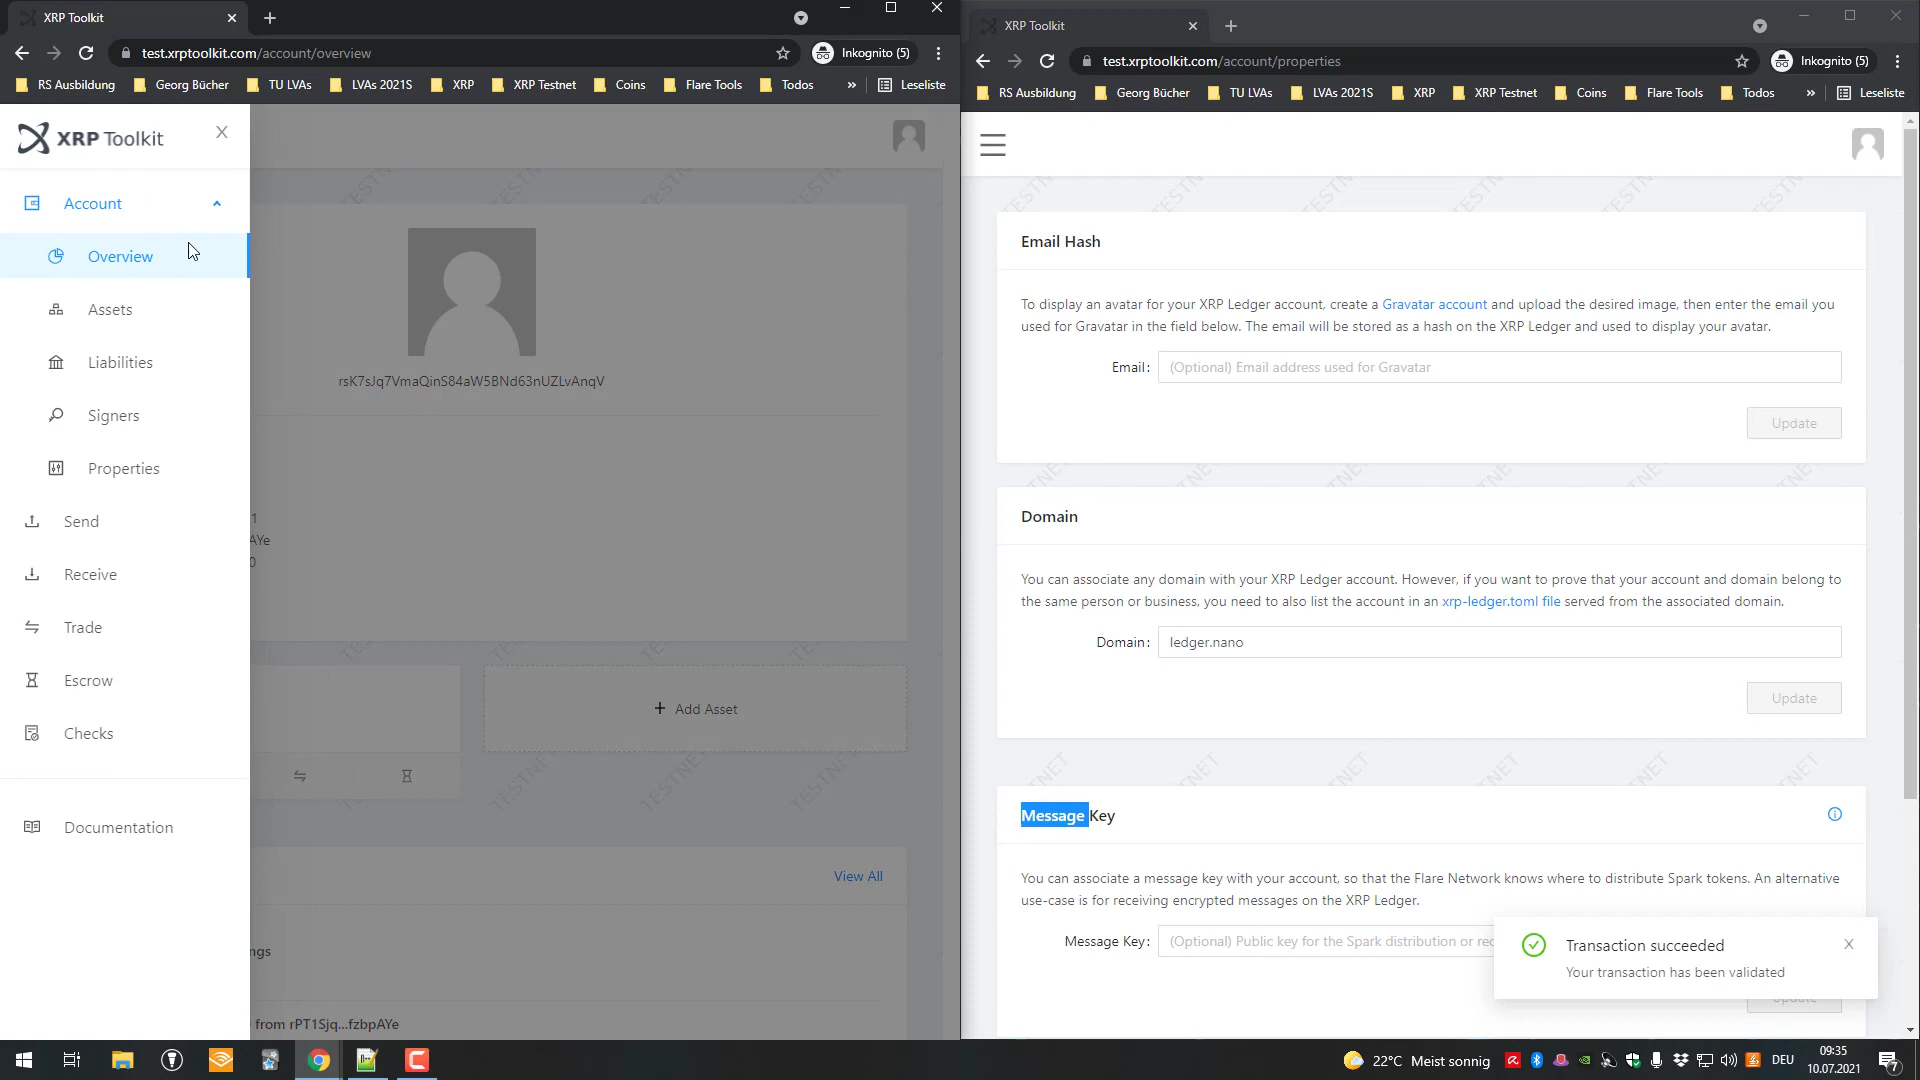 XRP Toolkit
test.xrptoolkit.com/account/overview
Inkognito (5)
RS Ausbildung
Georg Bücher
TU LVAs
LVAs 2021S
XRP
XRP Testnet
Coins
Flare Tools
Todos
»
Leseliste
XRP Toolkit
Account
Overview
Assets
Liabilities
Signers
Properties
Send
Receive
Trade
Escrow
Checks
Documentation
rsK7sJq7VmaQinS84aW5BNd63nUZLvAnqV
1
AYe
0
+ Add Asset
View All
ngs
from rPT1Sjq...fzbpAYe
TESTNET
XRP Toolkit
test.xrptoolkit.com/account/properties
Inkognito (5)
RS Ausbildung
Georg Bücher
TU LVAs
LVAs 2021S
XRP
XRP Testnet
Coins
Flare Tools
Todos
»
Leseliste
Email Hash
To display an avatar for your XRP Ledger account, create a Gravatar account and upload the desired image, then enter the email you
used for Gravatar in the field below. The email will be stored as a hash on the XRP Ledger and used to display your avatar.
Email: (Optional) Email address used for Gravatar
Update
Domain
You can associate any domain with your XRP Ledger account. However, if you want to prove that your account and domain belong to
the same person or business, you need to also list the account in an xrp-ledger.toml file served from the associated domain.
Domain: ledger.nano
Update
Message Key
You can associate a message key with your account, so that the Flare Network knows where to distribute Spark tokens. An alternative
use-case is for receiving encrypted messages on the XRP Ledger.
Message Key: (Optional) Public key for the Spark distribution or rec
Transaction succeeded
Your transaction has been validated
Update
22°C Meist sonnig
DEU
09:35
10.07.2021
7